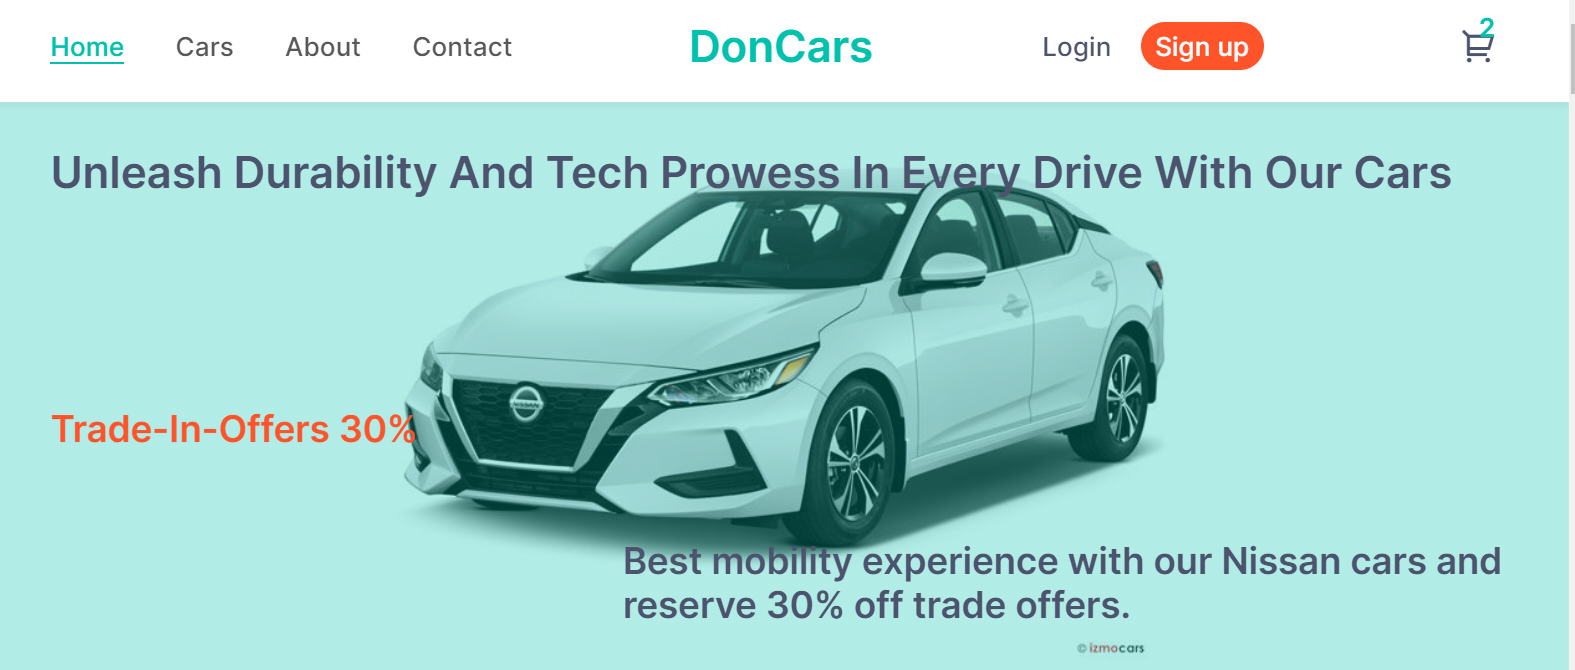 Home Cars About Contact DonCars Login Sign up 2
Unleash Durability And Tech Prowess In Every Drive With Our Cars
NISSAN
Trade-In-Offers 30%
Best mobility experience with our Nissan cars and
reserve 30% off trade offers.
© izmocars